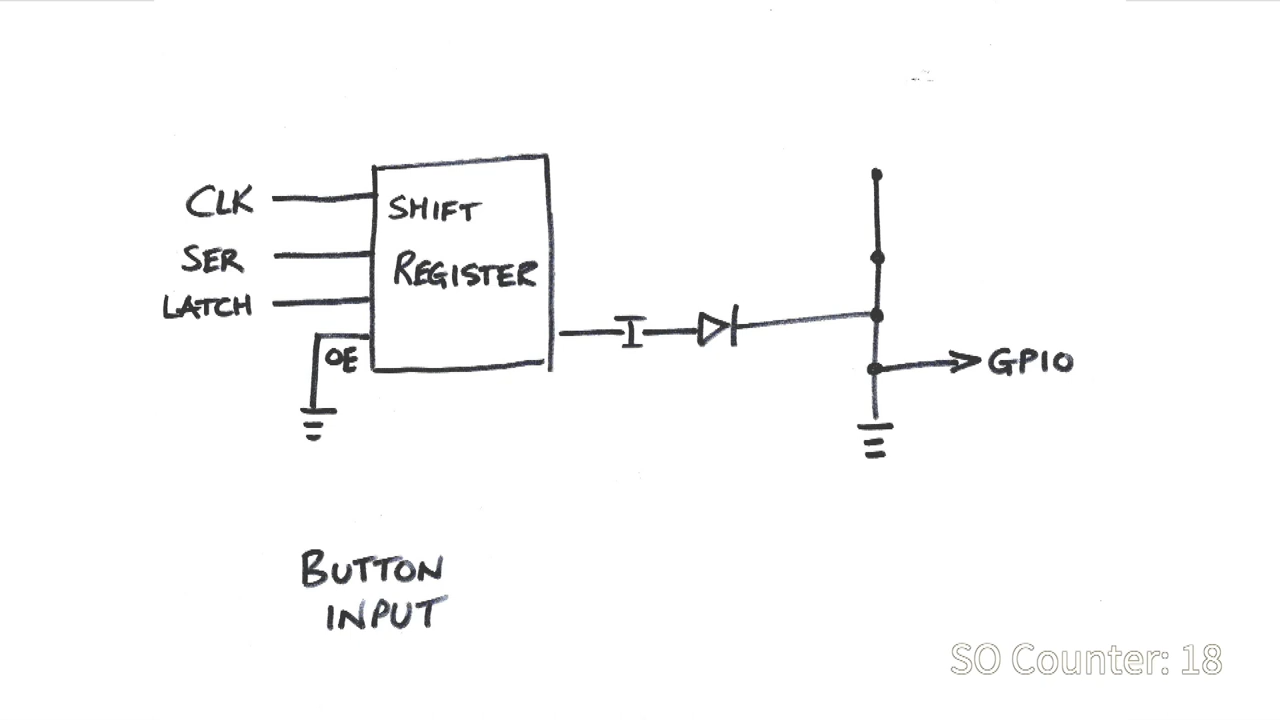 CLK
SER
LATCH
OE
SHIFT
REGISTER
GPIO
BUTTON
INPUT
SO Counter: 18